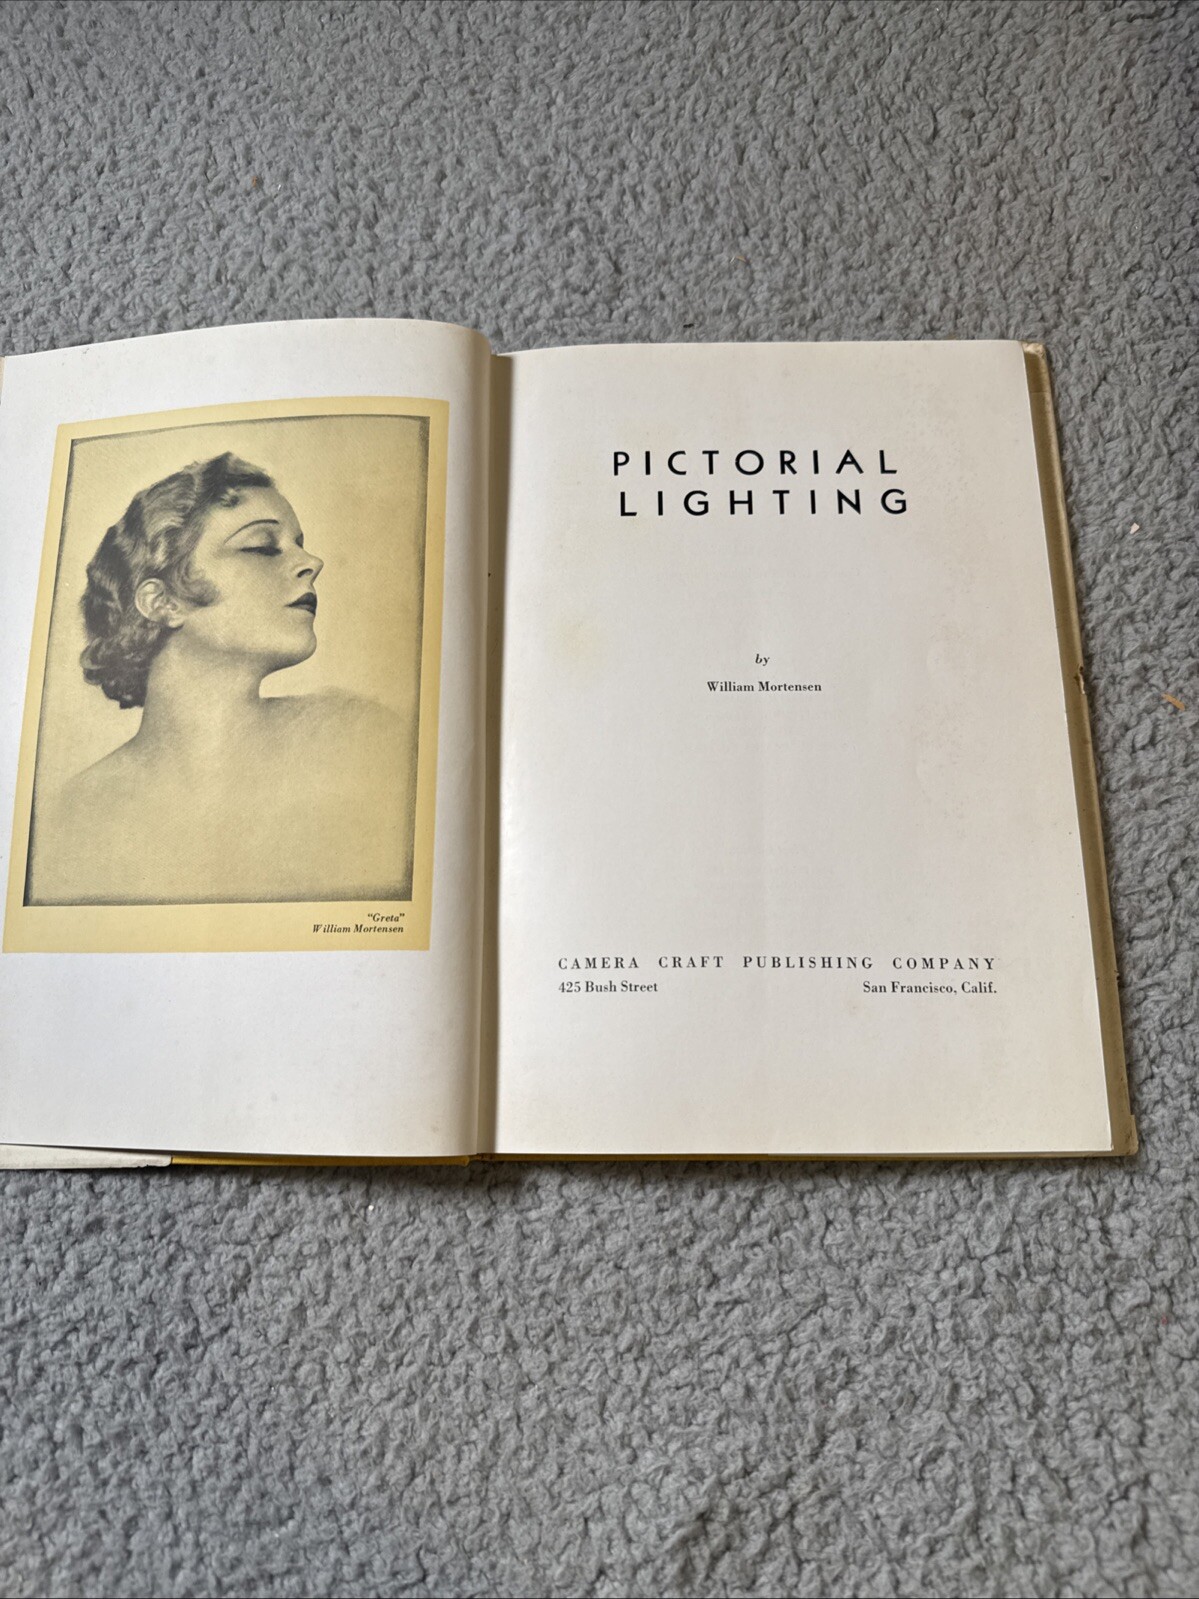 "Greta"
William Mortensen
PICTORIAL
LIGHTING
by
William Mortensen
CAMERA CRAFT PUBLISHING COMPANY
425 Bush Street San Francisco, Calif.